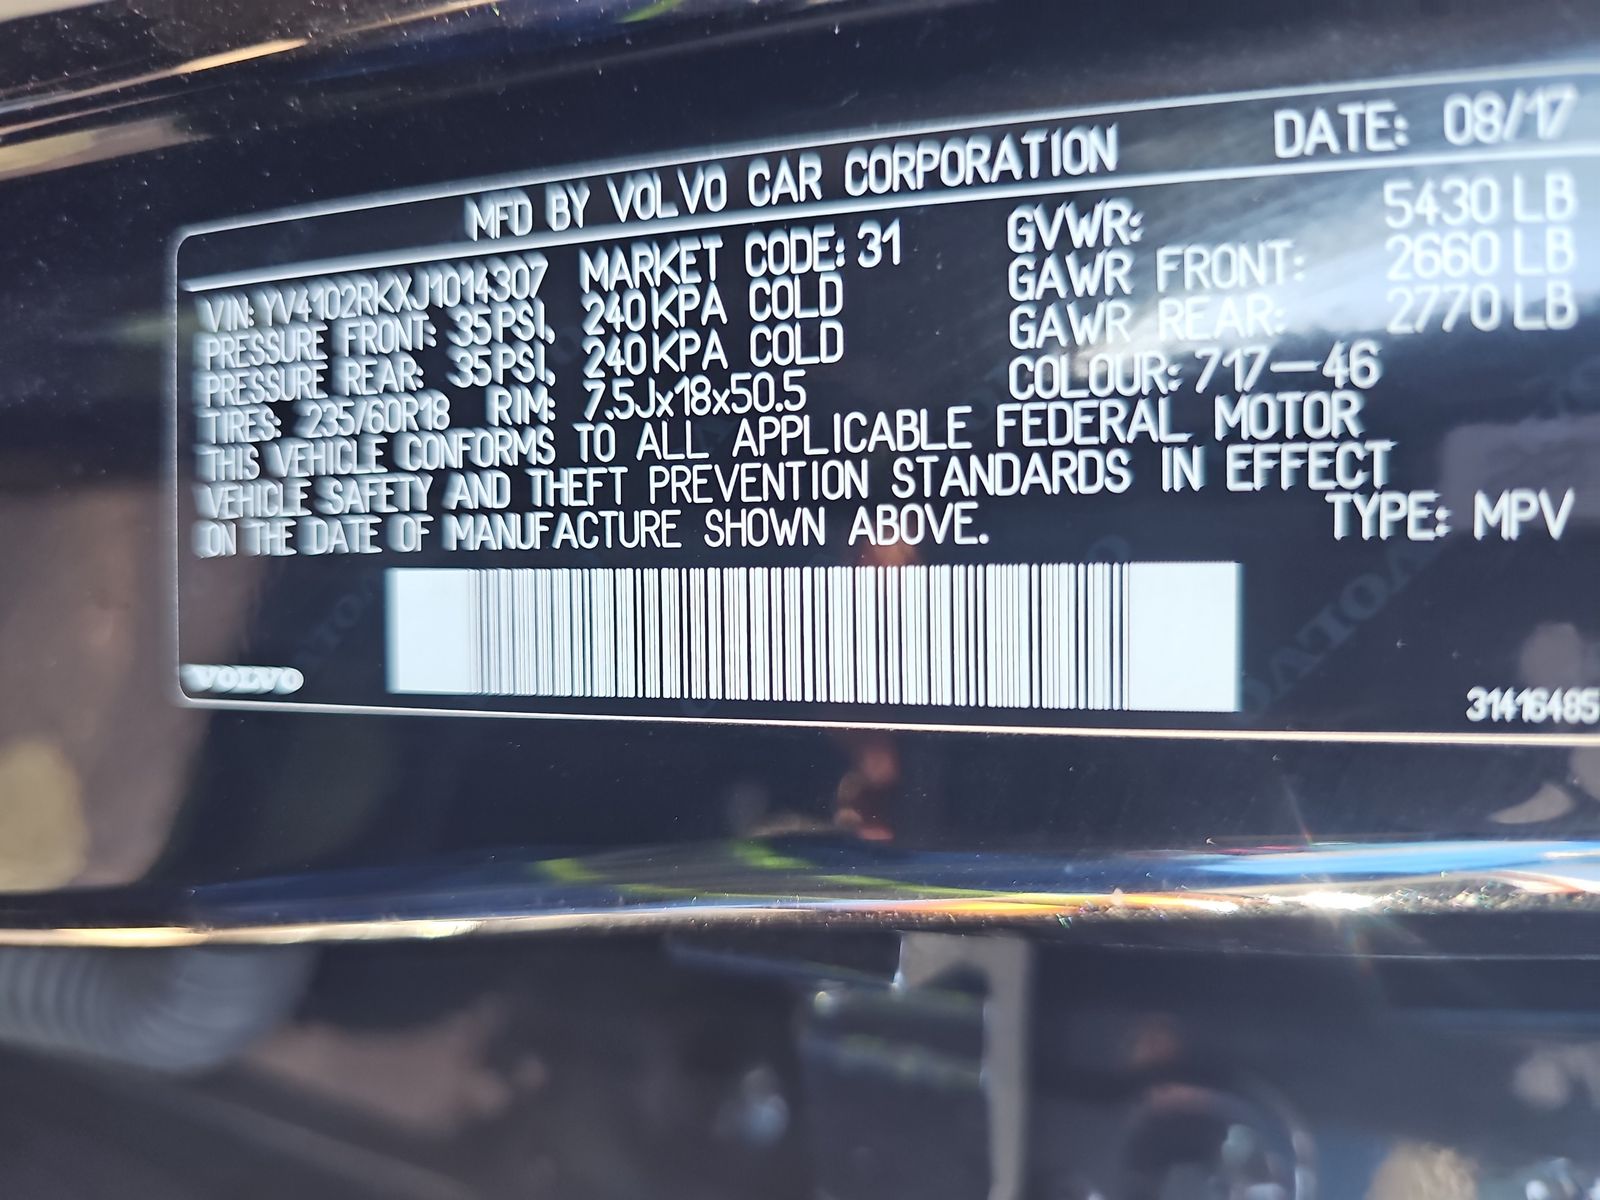 MFD BY VOLVO CAR CORPORATION DATE: 08/17
VIN: YV4102RKXJ1014307 MARKET CODE: 31 GVWR: 5430 LB
PRESSURE FRONT: 35 PSI, 240 KPA COLD GAWR FRONT: 2660 LB
PRESSURE REAR: 35 PSI, 240 KPA COLD GAWR REAR: 2770 LB
TIRES: 235/60R18 RIM: 7.5Jx18x50.5 COLOUR: 717-46
THIS VEHICLE CONFORMS TO ALL APPLICABLE FEDERAL MOTOR
VEHICLE SAFETY AND THEFT PREVENTION STANDARDS IN EFFECT
ON THE DATE OF MANUFACTURE SHOWN ABOVE. TYPE: MPV
VOLVO
31416485